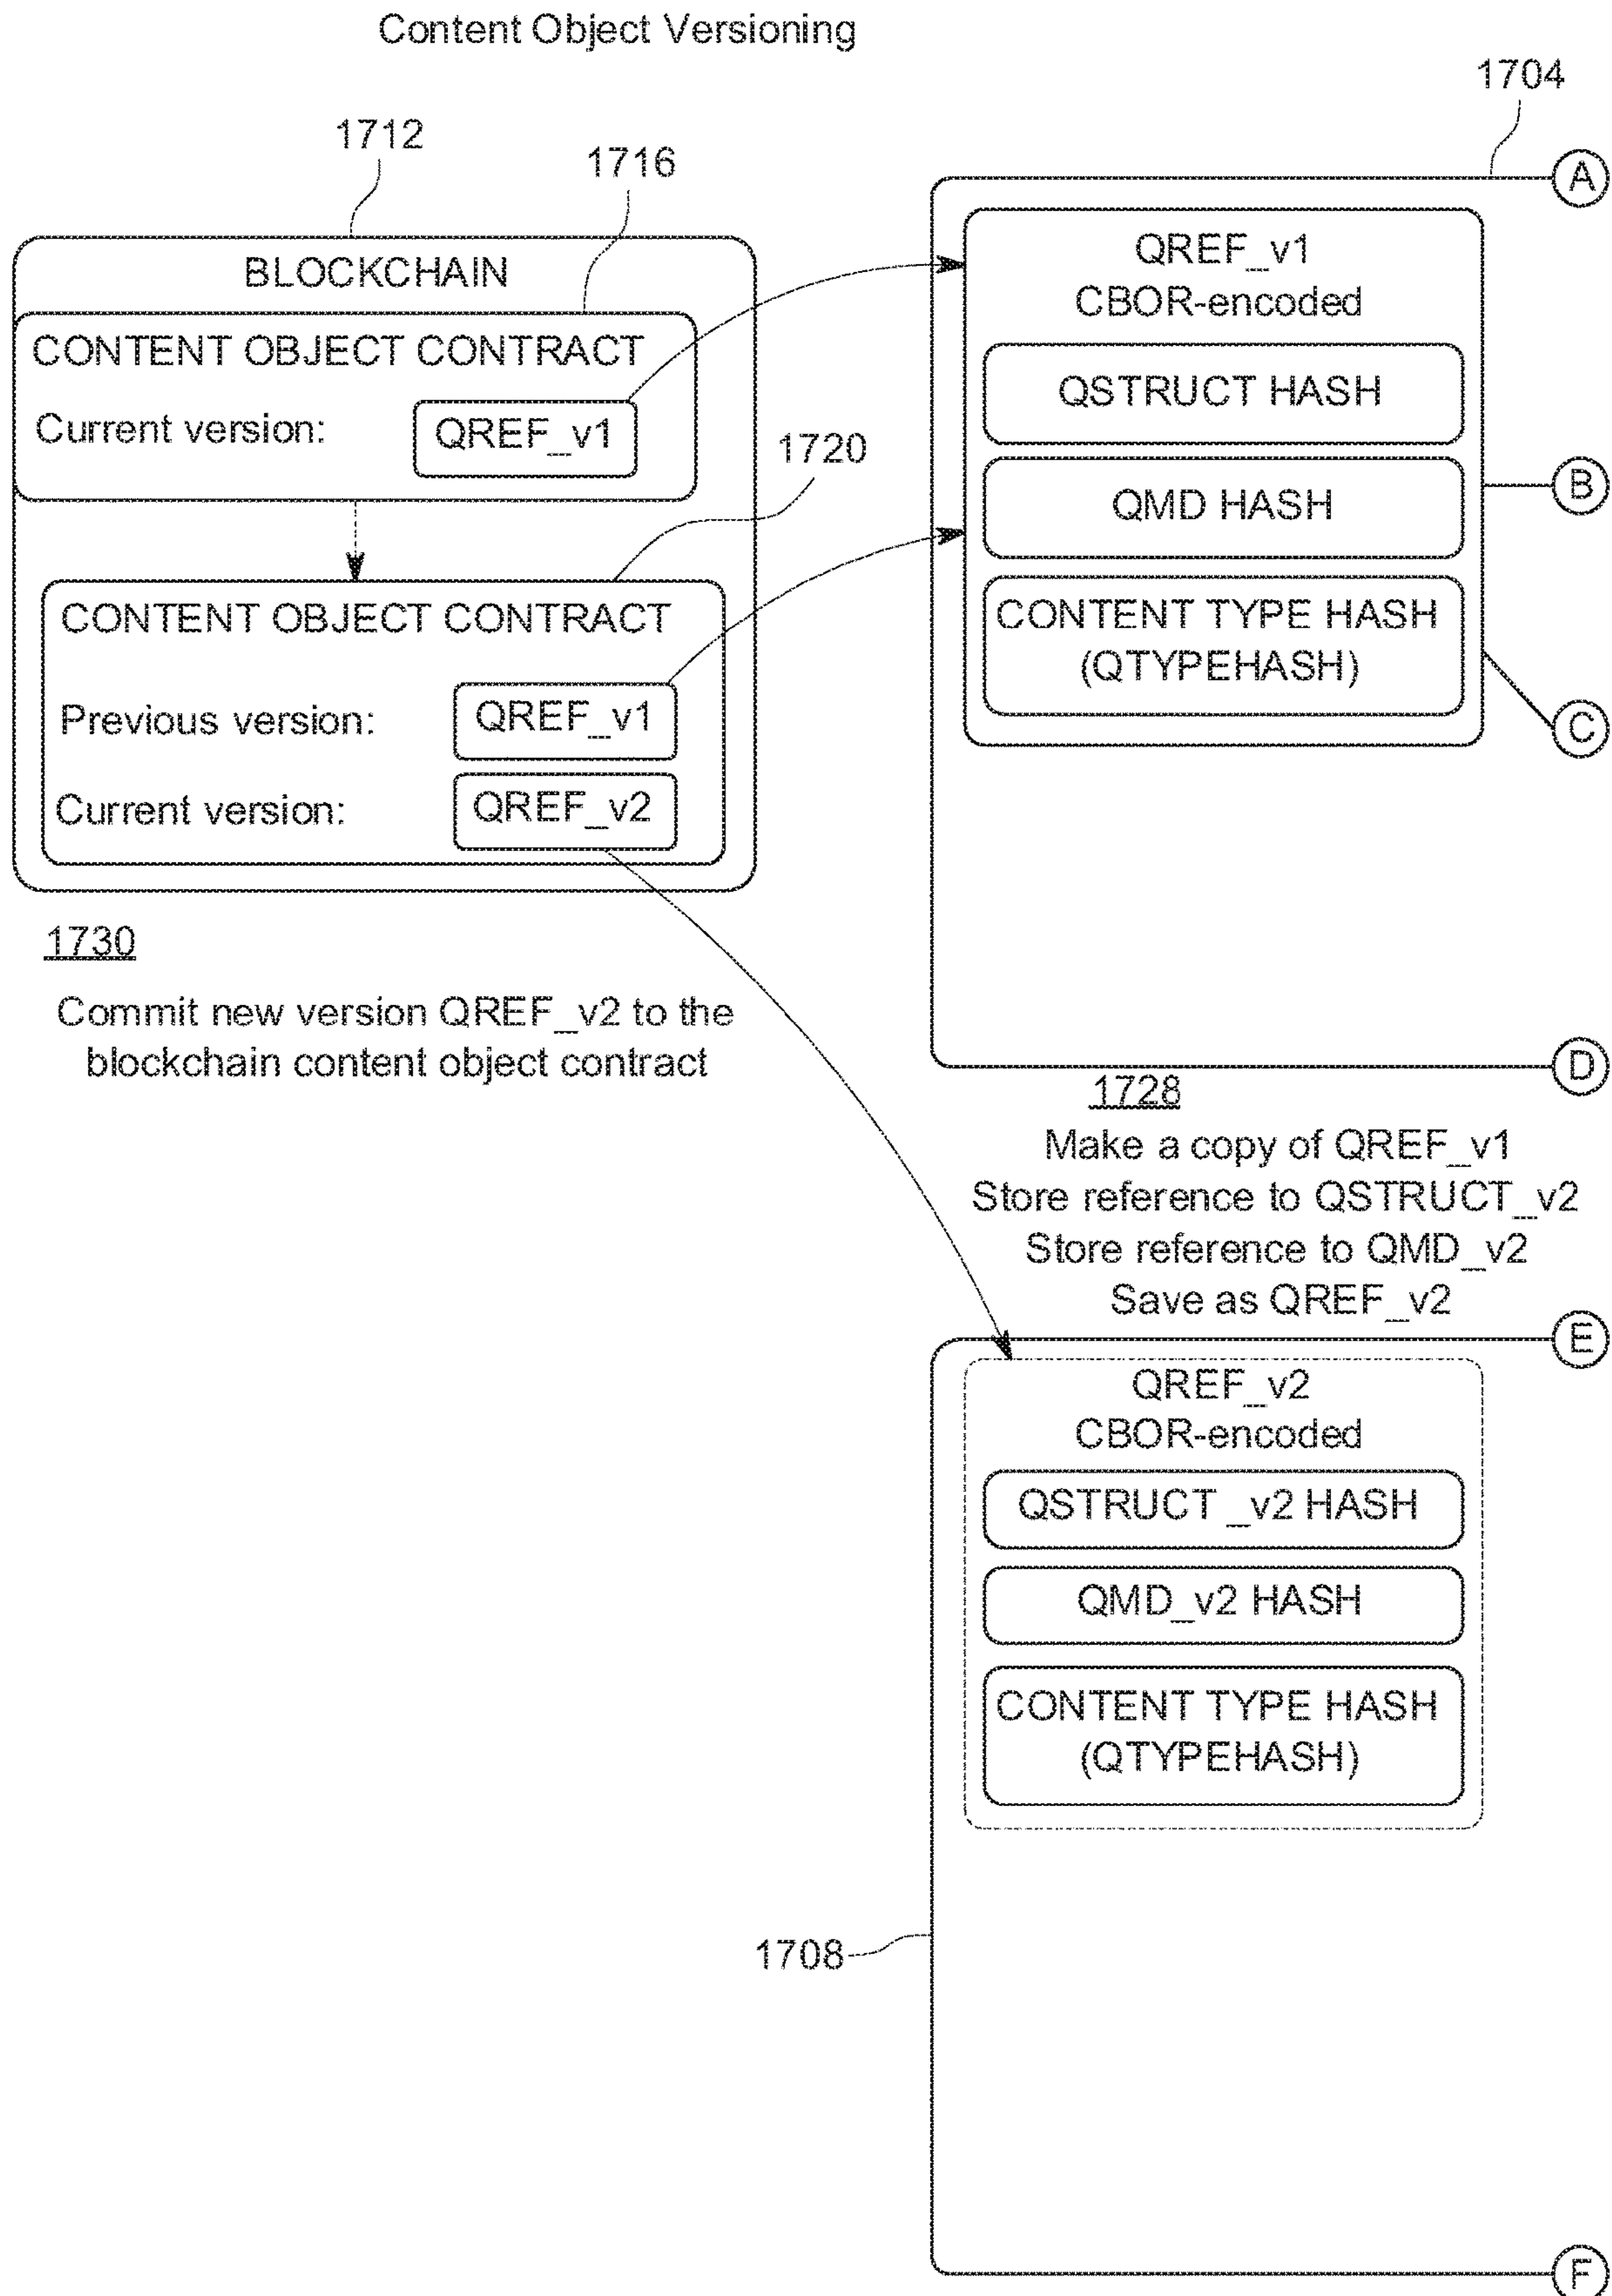 Content Object Versioning
1704
1712
1716
A
BLOCKCHAIN
CONTENT OBJECT CONTRACT
Current version:
QREF_v1
1720
CONTENT OBJECT CONTRACT
Previous version:
QREF_v1
Current version:
QREF_v2
1730
Commit new version QREF_v2 to the
blockchain content object contract
QREF_v1
CBOR-encoded
QSTRUCT HASH
QMD HASH
B
CONTENT TYPE HASH
(QTYPEHASH)
C
D
1728
Make a copy of QREF_v1
Store reference to QSTRUCT_v2
Store reference to QMD_v2
Save as QREF_v2
E
QREF_v2
CBOR-encoded
QSTRUCT _v2 HASH
QMD_v2 HASH
CONTENT TYPE HASH
(QTYPEHASH)
1708
F